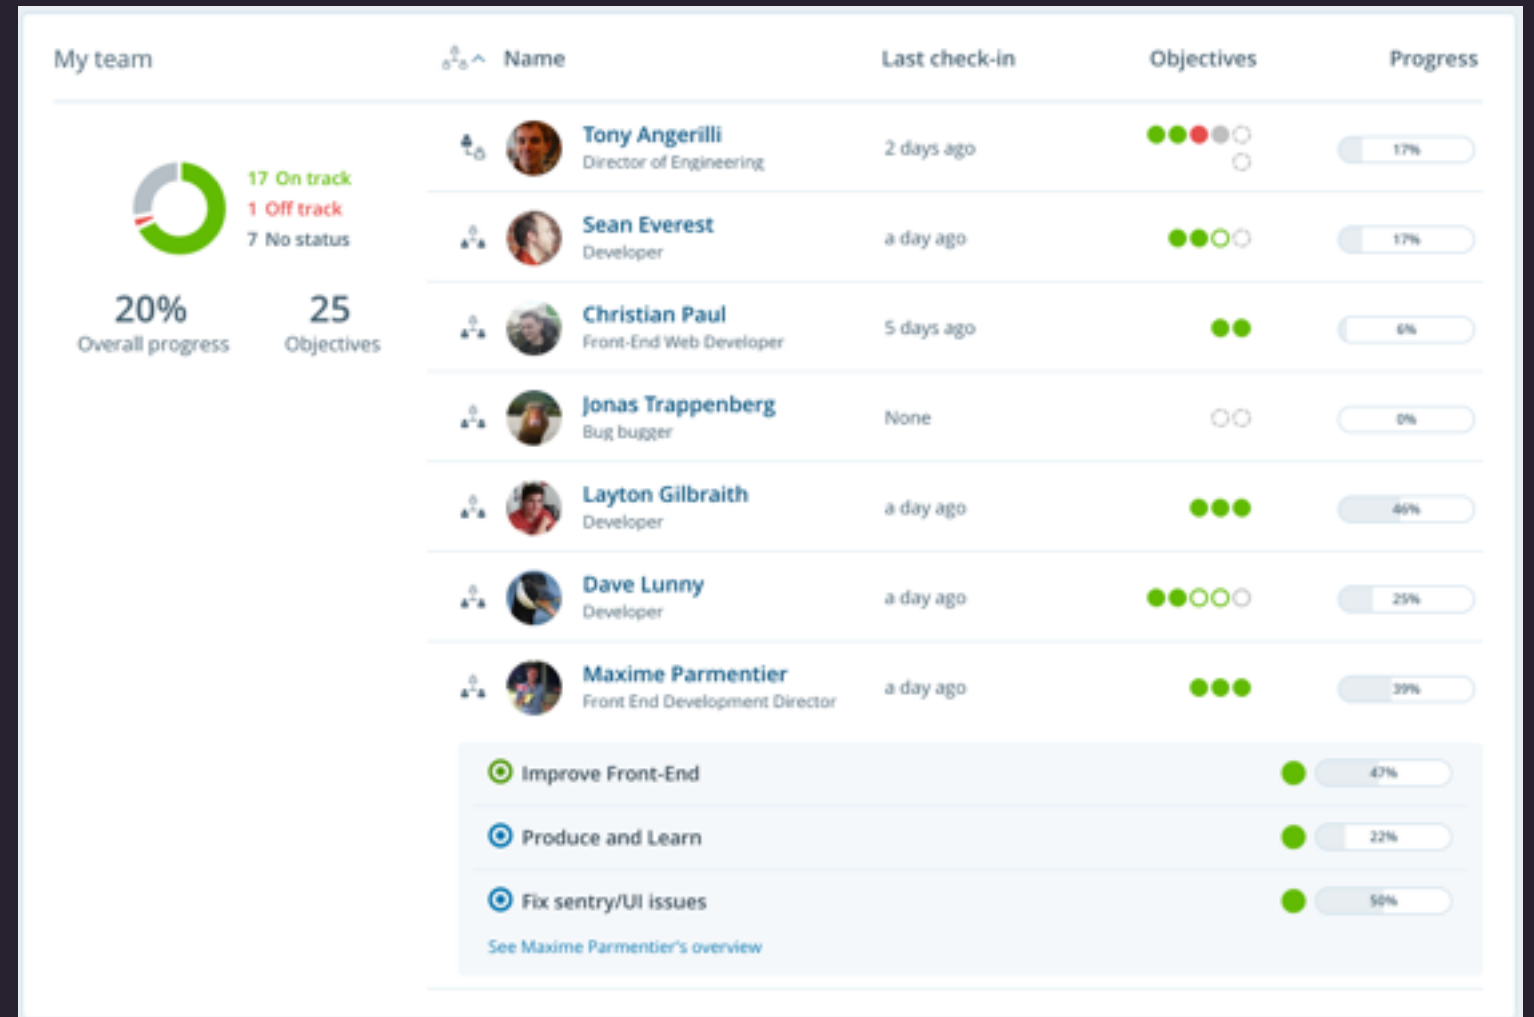 My team
Name Last check-in Objectives Progress
17 On track
1 Off track
7 No status
20%
Overall progress
25
Objectives
Tony Angerilli
Director of Engineering
2 days ago
17%
Sean Everest
Developer
a day ago
17%
Christian Paul
Front-End Web Developer
5 days ago
6%
Jonas Trappenberg
Bug bugger
None
0%
Layton Gilbraith
Developer
a day ago
46%
Dave Lunny
Developer
a day ago
25%
Maxime Parmentier
Front End Development Director
a day ago
39%
Improve Front-End
47%
Produce and Learn
22%
Fix sentry/UI issues
50%
See Maxime Parmentier's overview